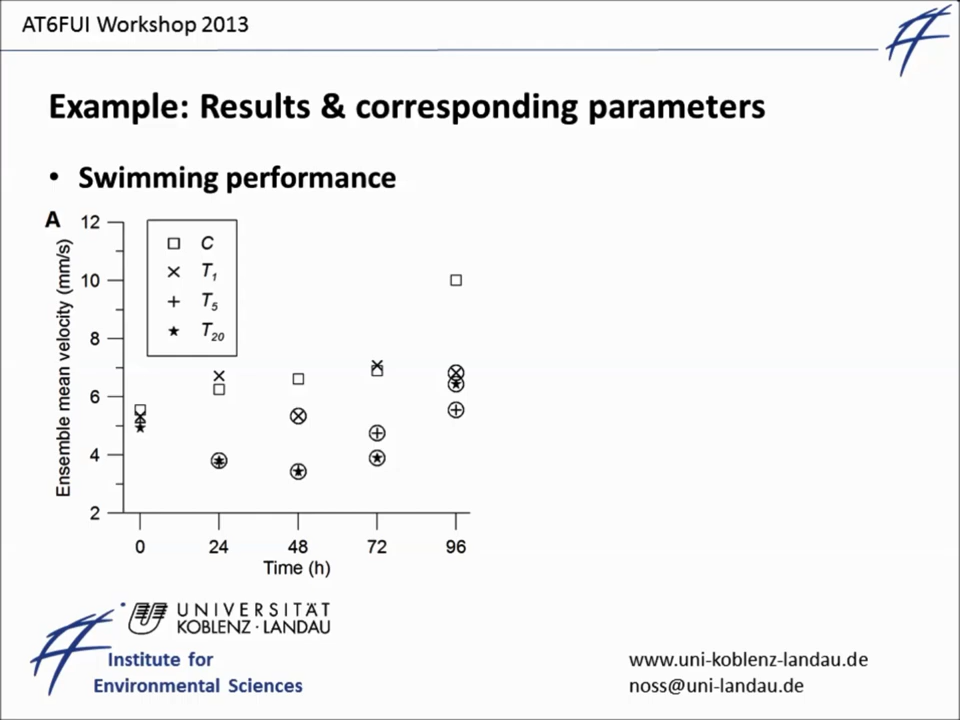 AT6FUI Workshop 2013
Example: Results & corresponding parameters
• Swimming performance
A
Ensemble mean velocity (mm/s)
12
10
8
6
4
2
C
T1
T5
T20
0 24 48 72 96
Time (h)
UNIVERSITÄT
KOBLENZ · LANDAU
Institute for
Environmental Sciences
www.uni-koblenz-landau.de
noss@uni-landau.de